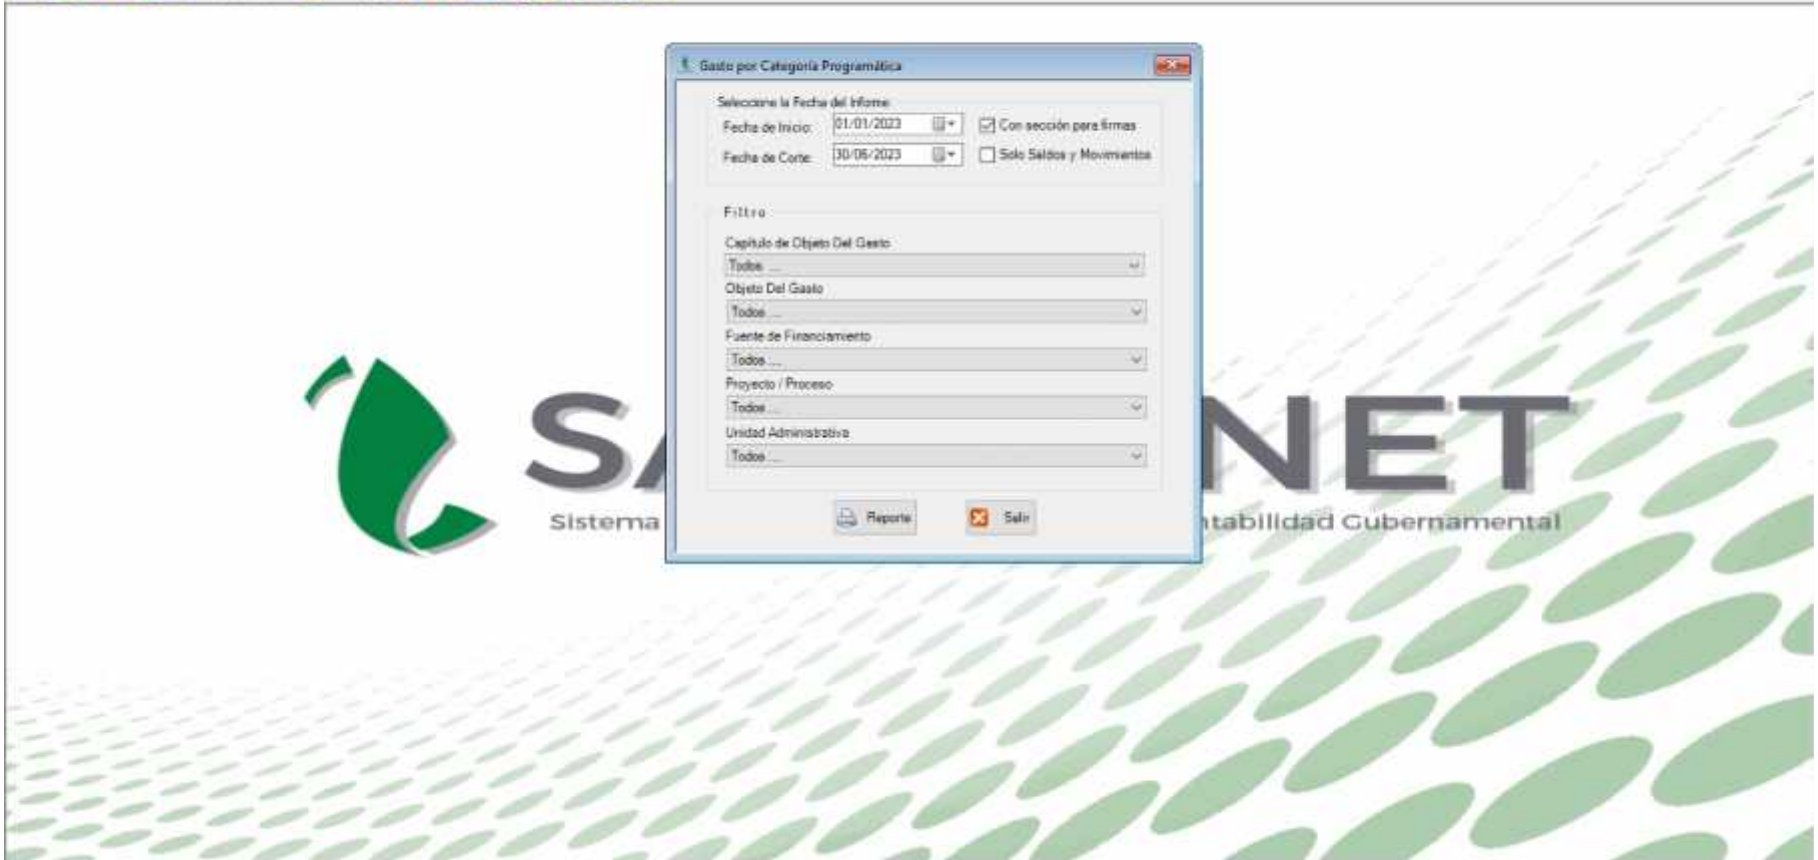 Gasto por Categoría Programática
Seleccione la Fecha del Informe
Fecha de Inicio: 01/01/2023 Con sección para firmas
Fecha de Corte: 30/06/2023 Solo Saldos y Movimientos
Filtro
Capítulo de Objeto Del Gasto
Todos ....
Objeto Del Gasto
Todos ....
Fuente de Financiamiento
Todos ....
Proyecto / Proceso
Todos ....
Unidad Administrativa
Todos ....
Reporte Salir
SA NET
Sistema ntabilidad Gubernamental